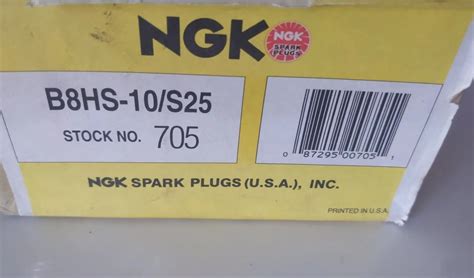 NGK
NGK
SPARK
PLUGS
B8HS-10/S25
STOCK NO. 705
0 87295 00705 1
NGK SPARK PLUGS (U.S.A.), INC.
PRINTED IN U.S.A.